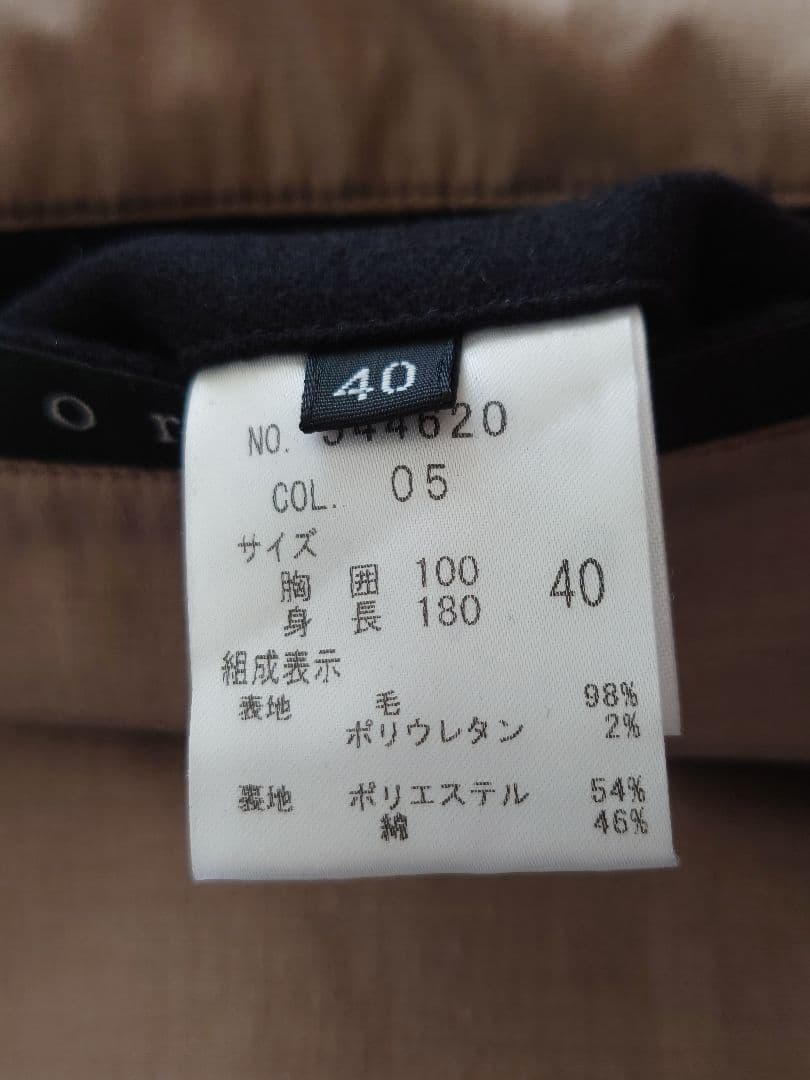 40
O r
NO. 544620
COL. 05
サイズ
胸 囲 100
身 長 180
40
組成表示
表地 毛 98%
ポリウレタン 2%
裏地 ポリエステル 54%
綿 46%